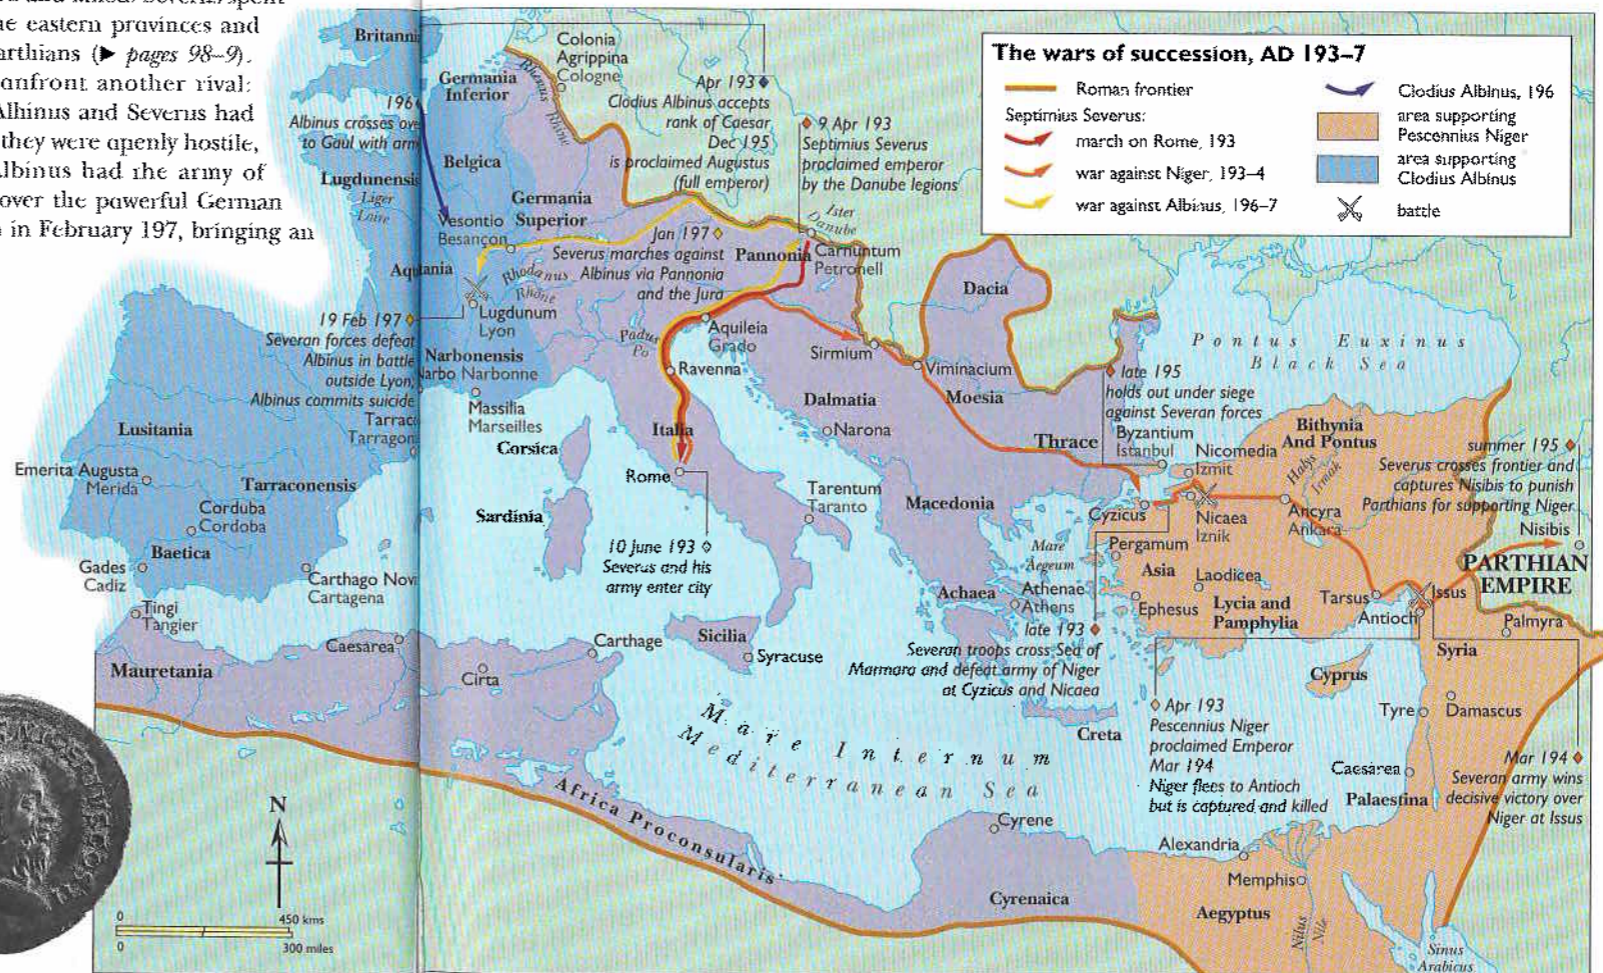 e eastern provinces and
arthians (► pages 98–9).
onfront another rival:
Albinus and Severus had
they were openly hostile,
Albinus had the army of
over the powerful German
in February 197, bringing an
The wars of succession, AD 193–7
Roman frontier
Septimius Severus:
march on Rome, 193
war against Niger, 193–4
war against Albinus, 196–7
Clodius Albinus, 196
area supporting
Pescennius Niger
area supporting
Clodius Albinus
battle
Britanni
Germania
Inferior
Colonia
Agrippina
Cologne
Rhenus
Rhine
196
Albinus crosses ove
to Gaul with arm
Apr 193
Clodius Albinus accepts
rank of Caesar
Dec 195
is proclaimed Augustus
(full emperor)
9 Apr 193
Septimius Severus
proclaimed emperor
by the Danube legions
Belgica
Lugdunensis
Liger
Loire
Germania
Superior
Vesontio
Besançon
Ister
Danube
Jan 197
Severus marches against
Albinus via Pannonia
and the Jura
Pannonia
Carnuntum
Petronell
Aquitania
Rhodanus
Rhône
Lugdunum
Lyon
Dacia
19 Feb 197
Severan forces defeat
Albinus in battle
outside Lyon;
Albinus commits suicide
Narbonensis
Narbo Narbonne
Padus
Po
Aquileia
Grado
Sirmium
Viminacium
Ravenna
Pontus Euxinus
Black Sea
late 195
holds out under siege
against Severan forces
Byzantium
Istanbul
Massilia
Marseilles
Tarrac
Tarragon
Dalmatia
Moesia
Narona
Thrace
Italia
Corsica
Lusitania
Emerita Augusta
Merida
Tarraconensis
Corduba
Cordoba
Baetica
Gades
Cadiz
Carthago Nov
Cartagena
Tingi
Tangier
Rome
Sardinia
Tarentum
Taranto
Macedonia
Nicomedia
Izmit
Bithynia
And Pontus
Halys
Irmak
summer 195
Severus crosses frontier and
captures Nisibis to punish
Parthians for supporting Niger
Nisibis
PARTHIAN
EMPIRE
Cyzicus
Nicaea
Iznik
Ancyra
Ankara
10 June 193
Severus and his
army enter city
Mare
Aegeum
Pergamum
Asia
Laodicea
Ephesus
Lycia and
Pamphylia
Tarsus
Issus
Antioch
Palmyra
Syria
Achaea
Athenae
Athens
late 193
Severan troops cross Sea of
Marmara and defeat army of Niger
at Cyzicus and Nicaea
Caesarea
Carthage
Sicilia
Syracuse
Mauretania
Cirta
Cyprus
Apr 193
Pescennius Niger
proclaimed Emperor
Mar 194
Niger flees to Antioch
but is captured and killed
Tyre
Damascus
Creta
Mare Internum
Mediterranean Sea
Caesarea
Palaestina
Mar 194
Severan army wins
decisive victory over
Niger at Issus
Africa Proconsularis
Cyrene
Cyrenaica
Alexandria
Memphis
Aegyptus
Nilus
Nile
Sinus
Arabicus
N
0
450 kms
0
300 miles